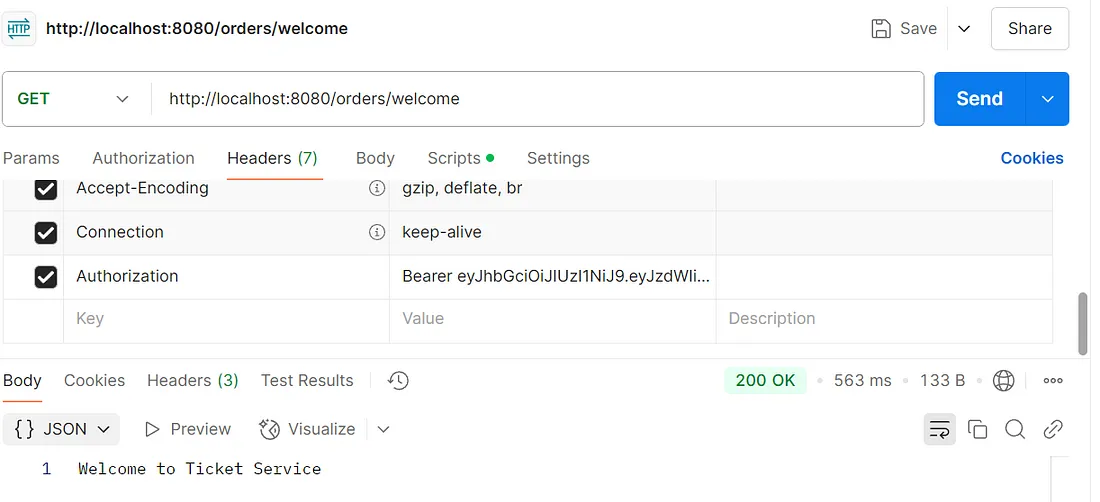 HTTP http://localhost:8080/orders/welcome Save Share
GET http://localhost:8080/orders/welcome Send
Params Authorization Headers (7) Body Scripts Settings Cookies
Accept-Encoding gzip, deflate, br
Connection keep-alive
Authorization Bearer eyJhbGciOiJIUzI1NiJ9.eyJzdWIi...
Key Value Description
Body Cookies Headers (3) Test Results 200 OK 563 ms 133 B
{} JSON Preview Visualize
1 Welcome to Ticket Service